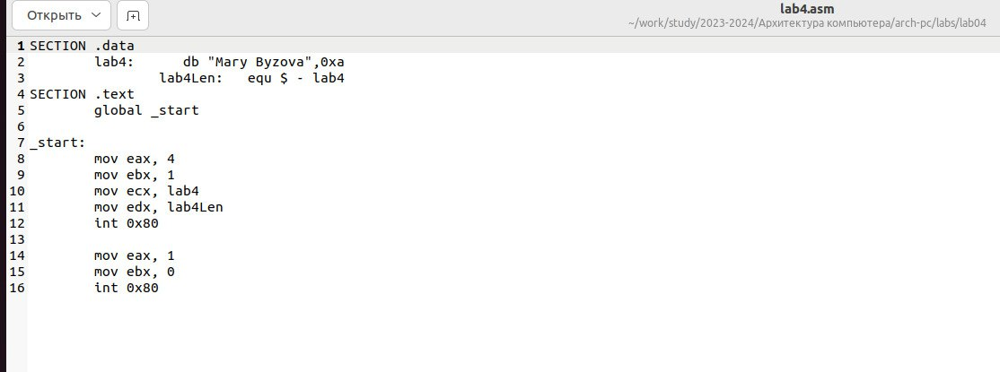 Открыть
lab4.asm
~/work/study/2023-2024/Архитектура компьютера/arch-pc/labs/lab04
1 SECTION .data
2 lab4: db "Mary Byzova",0xa
3 lab4Len: equ $ - lab4
4 SECTION .text
5 global _start
6
7 _start:
8 mov eax, 4
9 mov ebx, 1
10 mov ecx, lab4
11 mov edx, lab4Len
12 int 0x80
13
14 mov eax, 1
15 mov ebx, 0
16 int 0x80